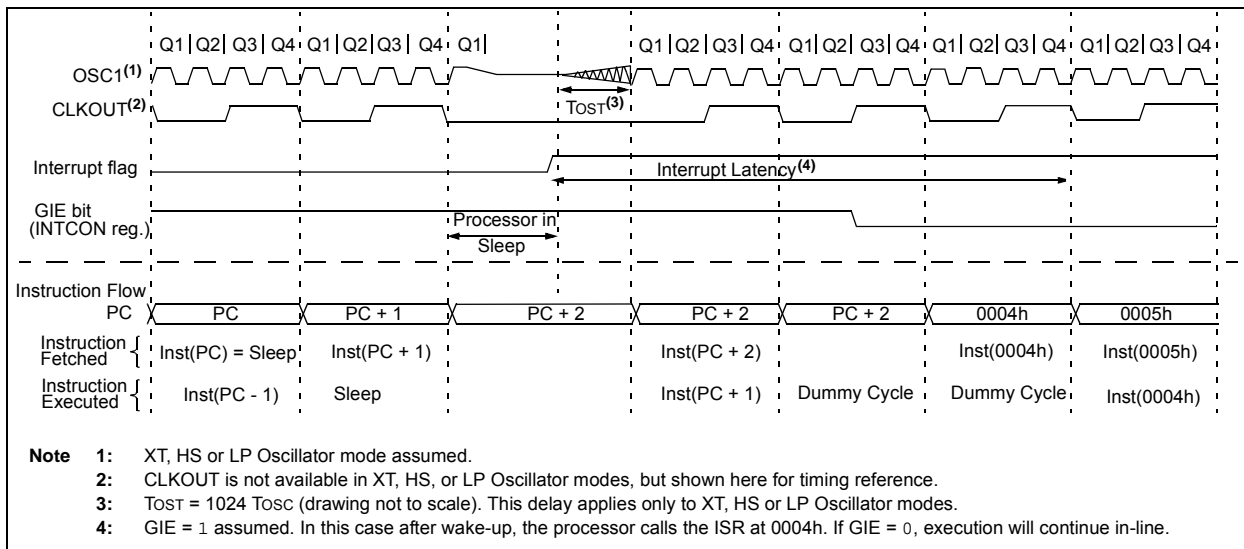 Q1 Q2 Q3 Q4 Q1 Q2 Q3 Q4 Q1 Q1 Q2 Q3 Q4 Q1 Q2 Q3 Q4 Q1 Q2 Q3 Q4 Q1 Q2 Q3 Q4
OSC1(1)
CLKOUT(2)
TOST(3)
Interrupt flag
Interrupt Latency(4)
GIE bit
(INTCON reg.)
Processor in
Sleep
Instruction Flow
PC PC PC + 1 PC + 2 PC + 2 PC + 2 0004h 0005h
Instruction
Fetched
Inst(PC) = Sleep Inst(PC + 1) Inst(PC + 2) Inst(0004h) Inst(0005h)
Instruction
Executed
Inst(PC - 1) Sleep Inst(PC + 1) Dummy Cycle Dummy Cycle Inst(0004h)
Note 1: XT, HS or LP Oscillator mode assumed.
2: CLKOUT is not available in XT, HS, or LP Oscillator modes, but shown here for timing reference.
3: TOST = 1024 TOSC (drawing not to scale). This delay applies only to XT, HS or LP Oscillator modes.
4: GIE = 1 assumed. In this case after wake-up, the processor calls the ISR at 0004h. If GIE = 0, execution will continue in-line.